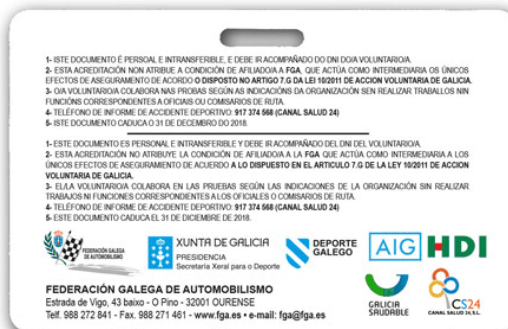 1- ISTE DOCUMENTO É PERSOAL E INTRANSFERIBLE, E DEBE IR ACOMPAÑADO DO DNI DO/A VOLUNTARIO/A.
2- ESTA ACREDITACIÓN NON ATRIBUE A CONDICIÓN DE AFILIADO/A A FGA, QUE ACTÚA COMO INTERMEDIARIA OS ÚNICOS
EFECTOS DE ASEGURAMENTO DE ACORDO O DISPOSTO NO ARTIGO 7.G DA LEI 10/2011 DE ACCION VOLUNTARIA DE GALICIA.
3- O/A VOLUNTARIO/A COLABORA NAS PROBAS SEGÚN AS INDICACIÓNS DA ORGANIZACIÓN SEN REALIZAR TRABALLOS NIN
FUNCIÓNS CORRESPONDENTES A OFICIAIS OU COMISARIOS DE RUTA.
4- TELÉFONO DE INFORME DE ACCIDENTE DEPORTIVO: 917 374 568 (CANAL SALUD 24)
5- ISTE DOCUMENTO CADUCA O 31 DE DECEMBRO DO 2018.
1- ESTE DOCUMENTO ES PERSONAL E INTRANSFERIBLE Y DEBE IR ACOMPAÑADO DEL DNI DEL VOLUNTARIO/A.
2- ESTA ACREDITACIÓN NO ATRIBUYE LA CONDICIÓN DE AFILIADO/A A LA FGA QUE ACTÚA COMO INTERMEDIARIA A LOS
ÚNICOS EFECTOS DE ASEGURAMIENTO DE ACUERDO A LO DISPUESTO EN EL ARTICULO 7.G DE LA LEY 10/2011 DE ACCION
VOLUNTARIA DE GALICIA.
3- EL/LA VOLUNTARIO/A COLABORA EN LAS PRUEBAS SEGÚN LAS INDICACIONES DE LA ORGANIZACIÓN SIN REALIZAR
TRABAJOS NI FUNCIONES CORRESPONDIENTES A LOS OFICIALES O COMISARIOS DE RUTA.
4- TELÉFONO DE INFORME DE ACCIDENTE DEPORTIVO: 917 374 568 (CANAL SALUD 24)
5- ESTE DOCUMENTO CADUCA EL 31 DE DICIEMBRE DE 2018.
FEDERACIÓN GALEGA
DE AUTOMOBILISMO
XUNTA DE GALICIA
PRESIDENCIA
Secretaría Xeral para o Deporte
DEPORTE
GALEGO
AIG
HDI
FEDERACIÓN GALEGA DE AUTOMOBILISMO
Estrada de Vigo, 43 baixo - O Pino - 32001 OURENSE
Telf. 988 272 841 - Fax. 988 271 461 - www.fga.es • e-mail: fga@fga.es
GALICIA
SAUDABLE
CS24
CANAL SALUD 24, S.L.